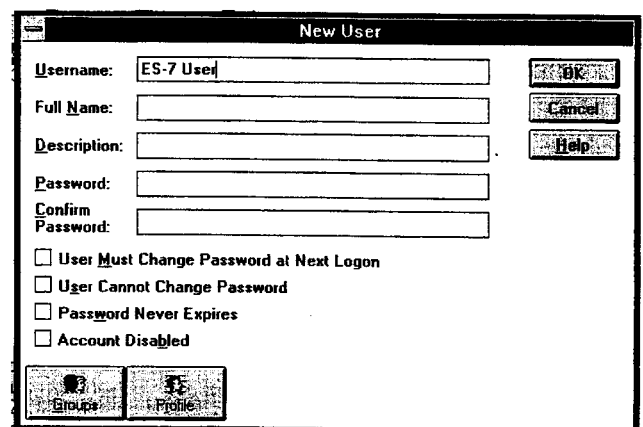 New User
Username: ES-7 User
OK
Full Name:
Cancel
Description:
Help
Password:
Confirm
Password:
User Must Change Password at Next Logon
User Cannot Change Password
Password Never Expires
Account Disabled
Groups
Profile